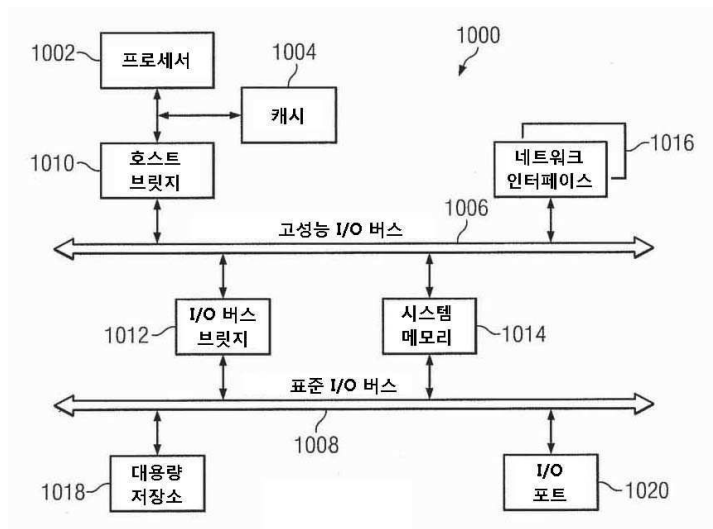 1002
프로세서
1004
1000
캐시
1010
호스트
브릿지
네트워크
인터페이스
1016
고성능 I/O 버스
1006
1012
I/O 버스
브릿지
시스템
메모리
1014
표준 I/O 버스
1008
1018
대용량
저장소
I/O
포트
1020